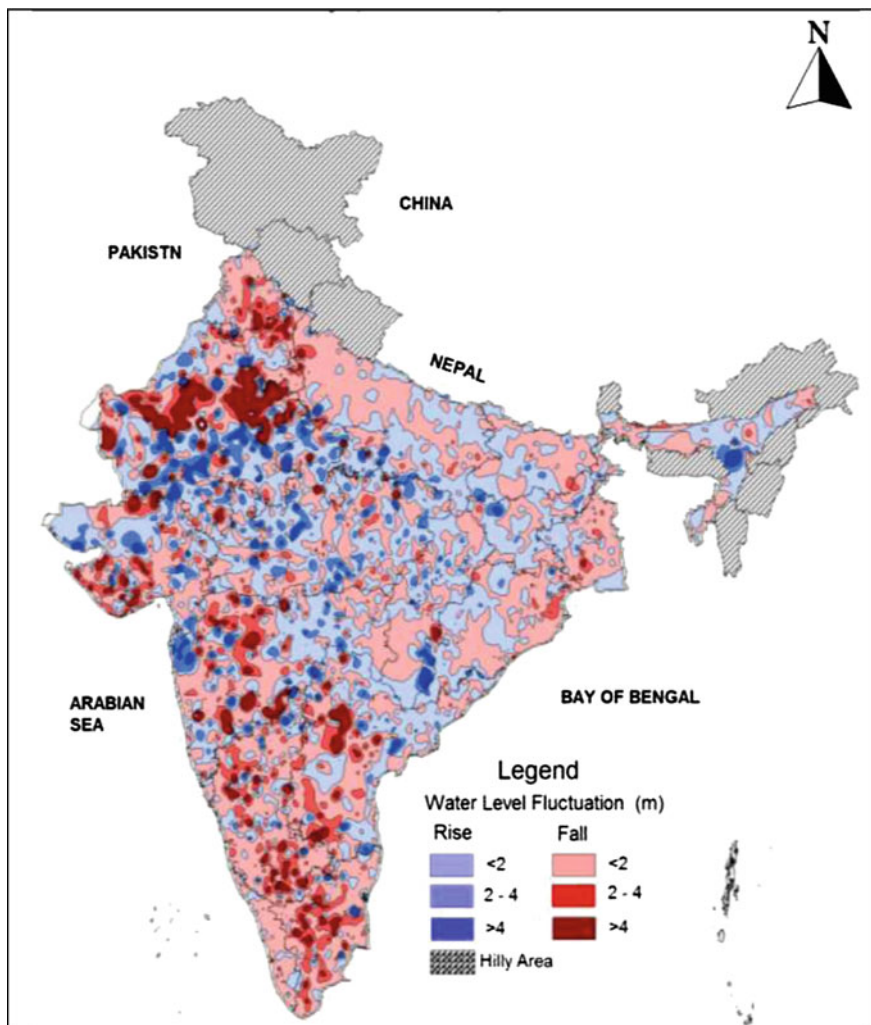 N
CHINA
PAKISTN
NEPAL
ARABIAN
SEA
BAY OF BENGAL
Legend
Water Level Fluctuation (m)
Rise Fall
<2 <2
2 - 4 2 - 4
>4 >4
Hilly Area